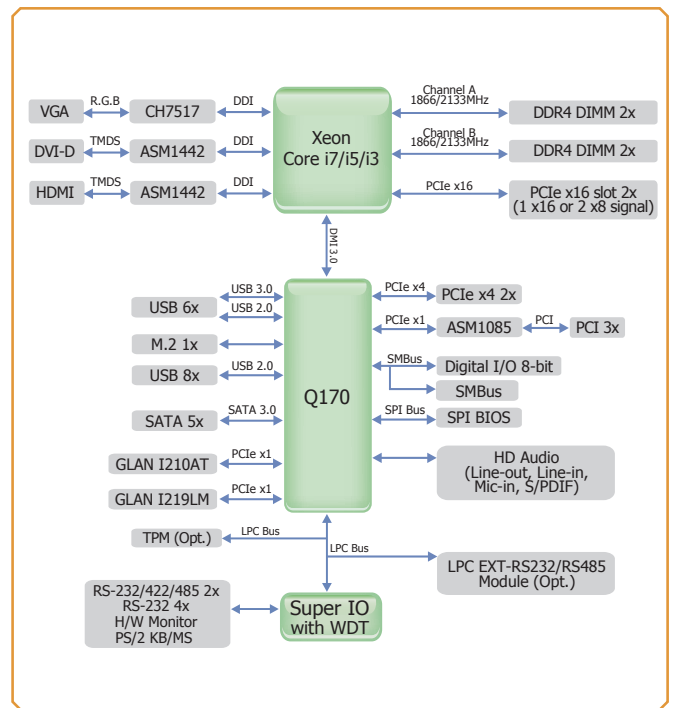 VGA
R.G.B
CH7517
DDI
DVI-D
TMDS
ASM1442
DDI
HDMI
TMDS
ASM1442
DDI
Xeon
Core i7/i5/i3
Channel A
1866/2133MHz
DDR4 DIMM 2x
Channel B
1866/2133MHz
DDR4 DIMM 2x
PCIe x16
PCIe x16 slot 2x
(1 x16 or 2 x8 signal)
DMI 3.0
USB 6x
USB 3.0
USB 2.0
M.2 1x
USB 8x
USB 2.0
SATA 5x
SATA 3.0
GLAN I210AT
PCIe x1
GLAN I219LM
PCIe x1
Q170
PCIe x4
PCIe x4 2x
PCIe x1
ASM1085
PCI
PCI 3x
SMBus
Digital I/O 8-bit
SMBus
SPI Bus
SPI BIOS
HD Audio
(Line-out, Line-in,
Mic-in, S/PDIF)
TPM (Opt.)
LPC Bus
LPC Bus
LPC EXT-RS232/RS485
Module (Opt.)
RS-232/422/485 2x
RS-232 4x
H/W Monitor
PS/2 KB/MS
Super IO
with WDT